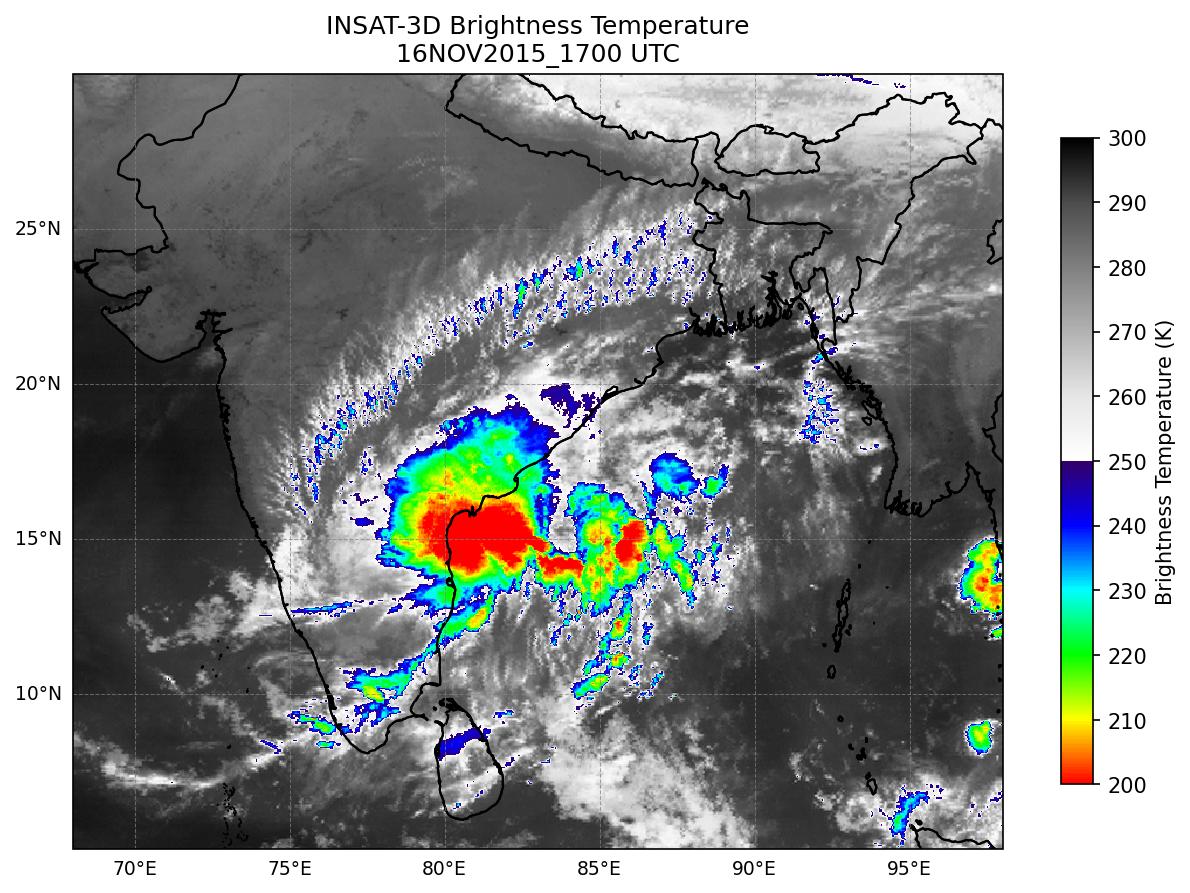 INSAT-3D Brightness Temperature
16NOV2015_1700 UTC
25°N
20°N
15°N
10°N
70°E
75°E
80°E
85°E
90°E
95°E
300
290
280
270
260
250
240
230
220
210
200
Brightness Temperature (K)